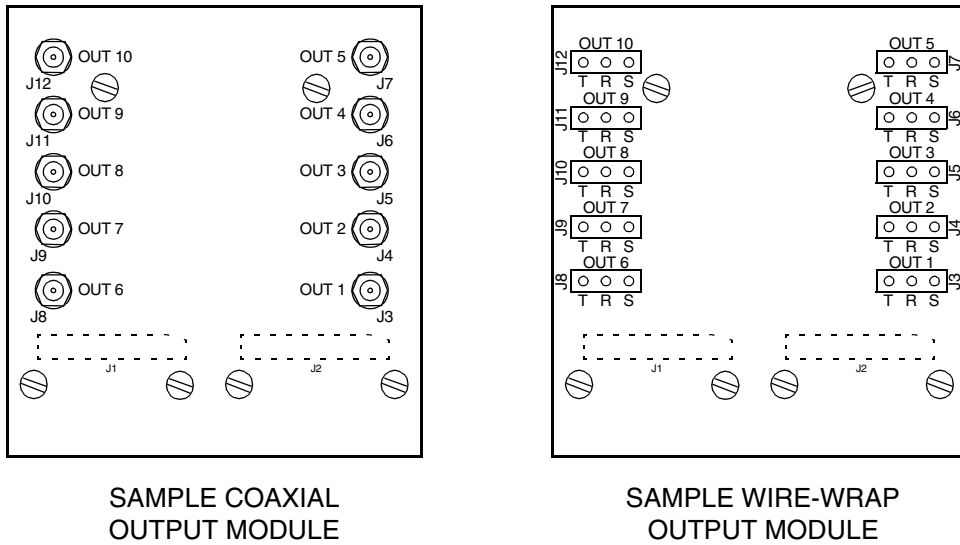 OUT 10
OUT 5
J12
J7
OUT 9
OUT 4
J11
J6
OUT 8
OUT 3
J10
J5
OUT 7
OUT 2
J9
J4
OUT 6
OUT 1
J8
J3
J1
J2
SAMPLE COAXIAL
OUTPUT MODULE
OUT 10
J12
T R S
OUT 5
J7
T R S
OUT 9
J11
T R S
OUT 4
J6
T R S
OUT 8
J10
T R S
OUT 3
J5
T R S
OUT 7
J9
T R S
OUT 2
J4
T R S
OUT 6
J8
T R S
OUT 1
J3
T R S
J1
J2
SAMPLE WIRE-WRAP
OUTPUT MODULE